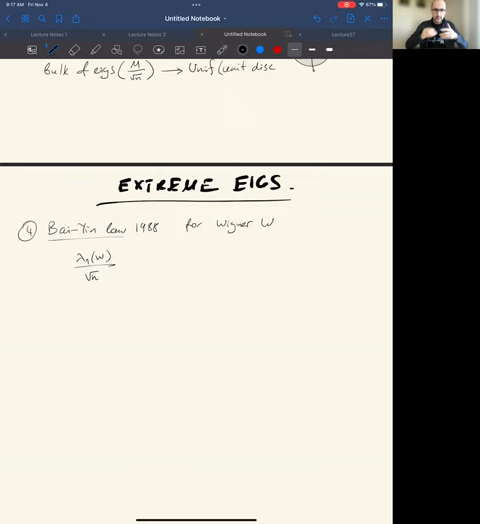 9:17 AM Fri Nov 4
67%
Untitled Notebook
Lecture Notes 1
Lecture Notes 3
Untitled Notebook
Lecture27
Bulk of eigs (M/√n) → Unif (unit disc
EXTREME EIGS.
④ Bai-Yin law 1988 for Wigner W
λ₁(W)/√n